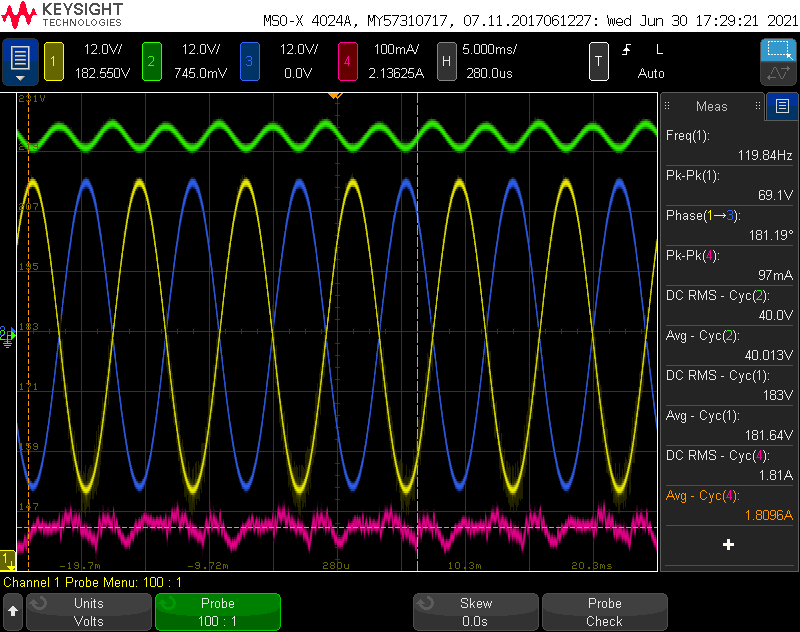 KEYSIGHT
TECHNOLOGIES
MSO-X 4024A, MY57310717, 07.11.2017061227: Wed Jun 30 17:29:21 2021
1 12.0V/ 2 12.0V/ 3 12.0V/ 4 100mA/ H 5.000ms/ T L
182.550V 745.0mV 0.0V 2.13625A 280.0us Auto
231V
219
207
195
183
171
159
147
-19.7m -9.72m 280u 10.3m 20.3ms
1
Meas
Freq(1):
119.84Hz
Pk-Pk(1):
69.1V
Phase(1→3):
181.19°
Pk-Pk(4):
97mA
DC RMS - Cyc(2):
40.0V
Avg - Cyc(2):
40.013V
DC RMS - Cyc(1):
183V
Avg - Cyc(1):
181.64V
DC RMS - Cyc(4):
1.81A
Avg - Cyc(4):
1.8096A
Channel 1 Probe Menu: 100 : 1
Units
Volts
Probe
100 : 1
Skew
0.0s
Probe
Check